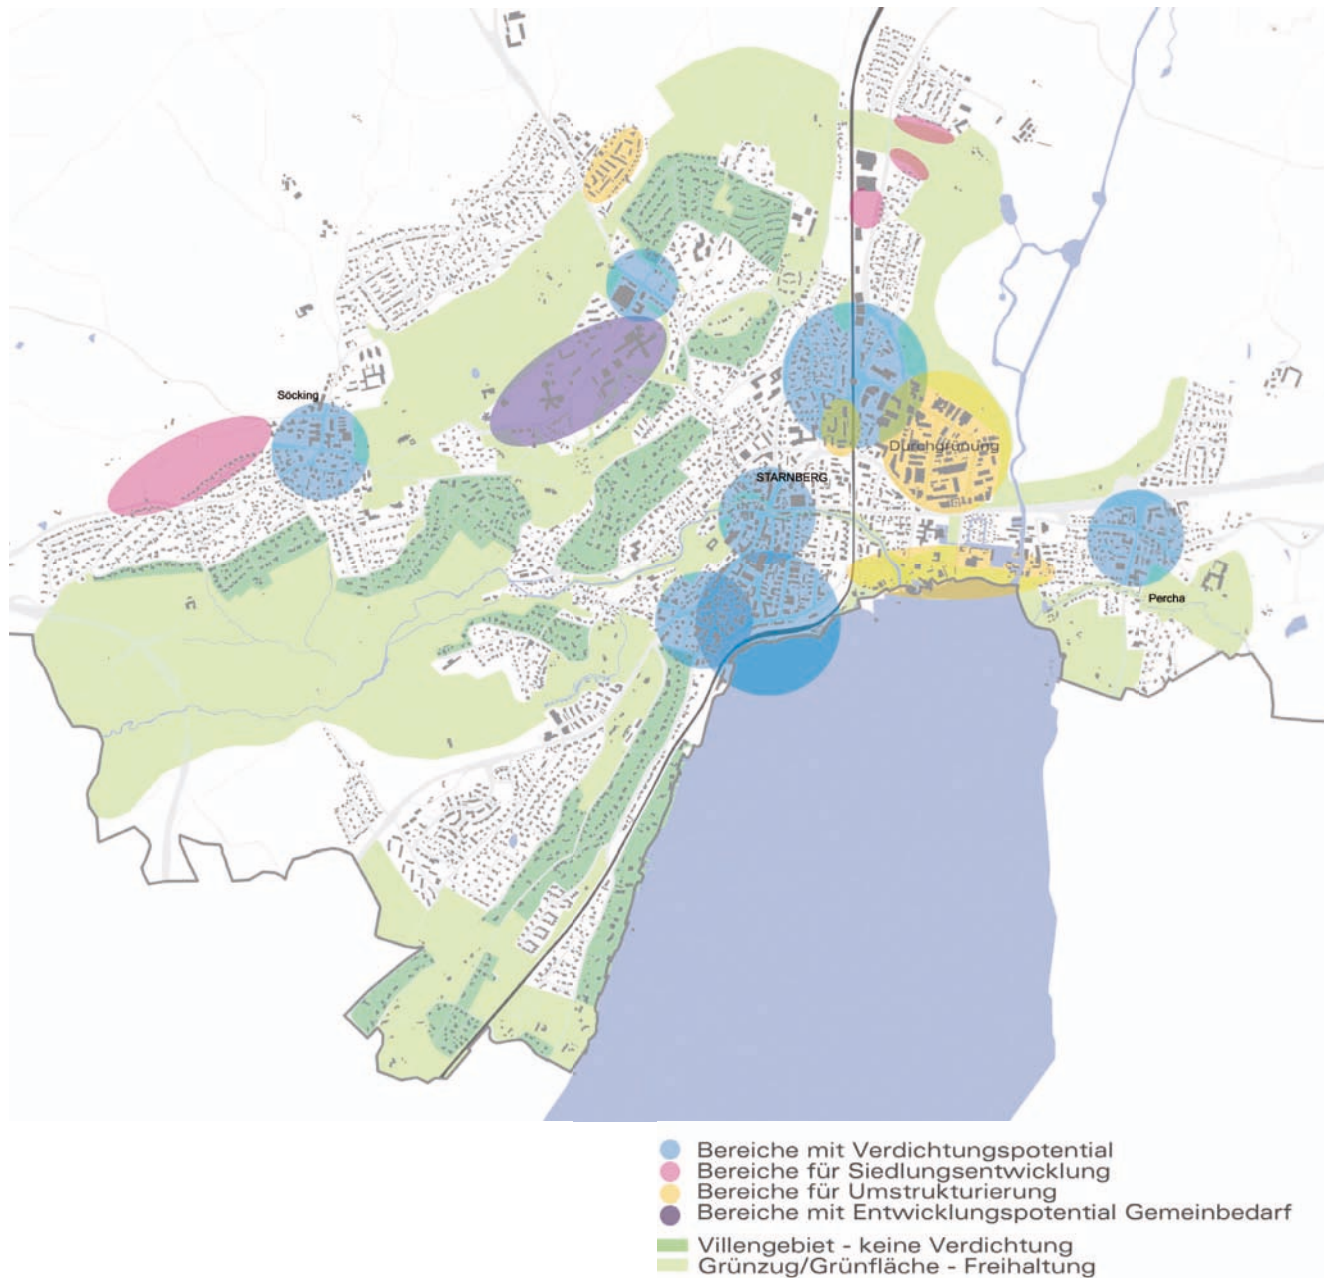 Söcking
Durchgrünung
STARNBERG
Percha
Bereiche mit Verdichtungspotential
Bereiche für Siedlungsentwicklung
Bereiche für Umstrukturierung
Bereiche mit Entwicklungspotential Gemeinbedarf
Villengebiet - keine Verdichtung
Grünzug/Grünfläche - Freihaltung